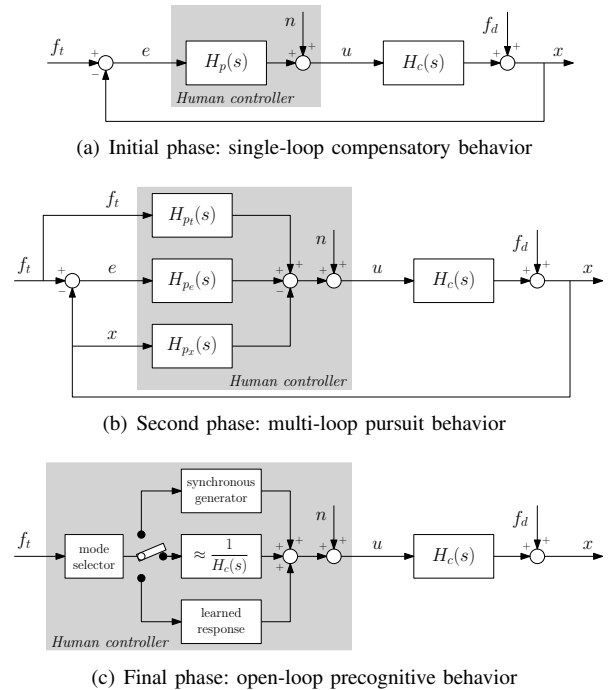 f_t
+
−
e
H_p(s)
n
+
+
u
H_c(s)
f_d
+
+
x
Human controller
(a) Initial phase: single-loop compensatory behavior
f_t
f_t
H_{p_t}(s)
+
−
e
H_{p_e}(s)
+
+
−
n
+
+
u
H_c(s)
f_d
+
+
x
x
H_{p_x}(s)
Human controller
(b) Second phase: multi-loop pursuit behavior
synchronous
generator
f_t
mode
selector
≈ 1/H_c(s)
+
+
+
n
+
+
u
H_c(s)
f_d
+
+
x
learned
response
Human controller
(c) Final phase: open-loop precognitive behavior